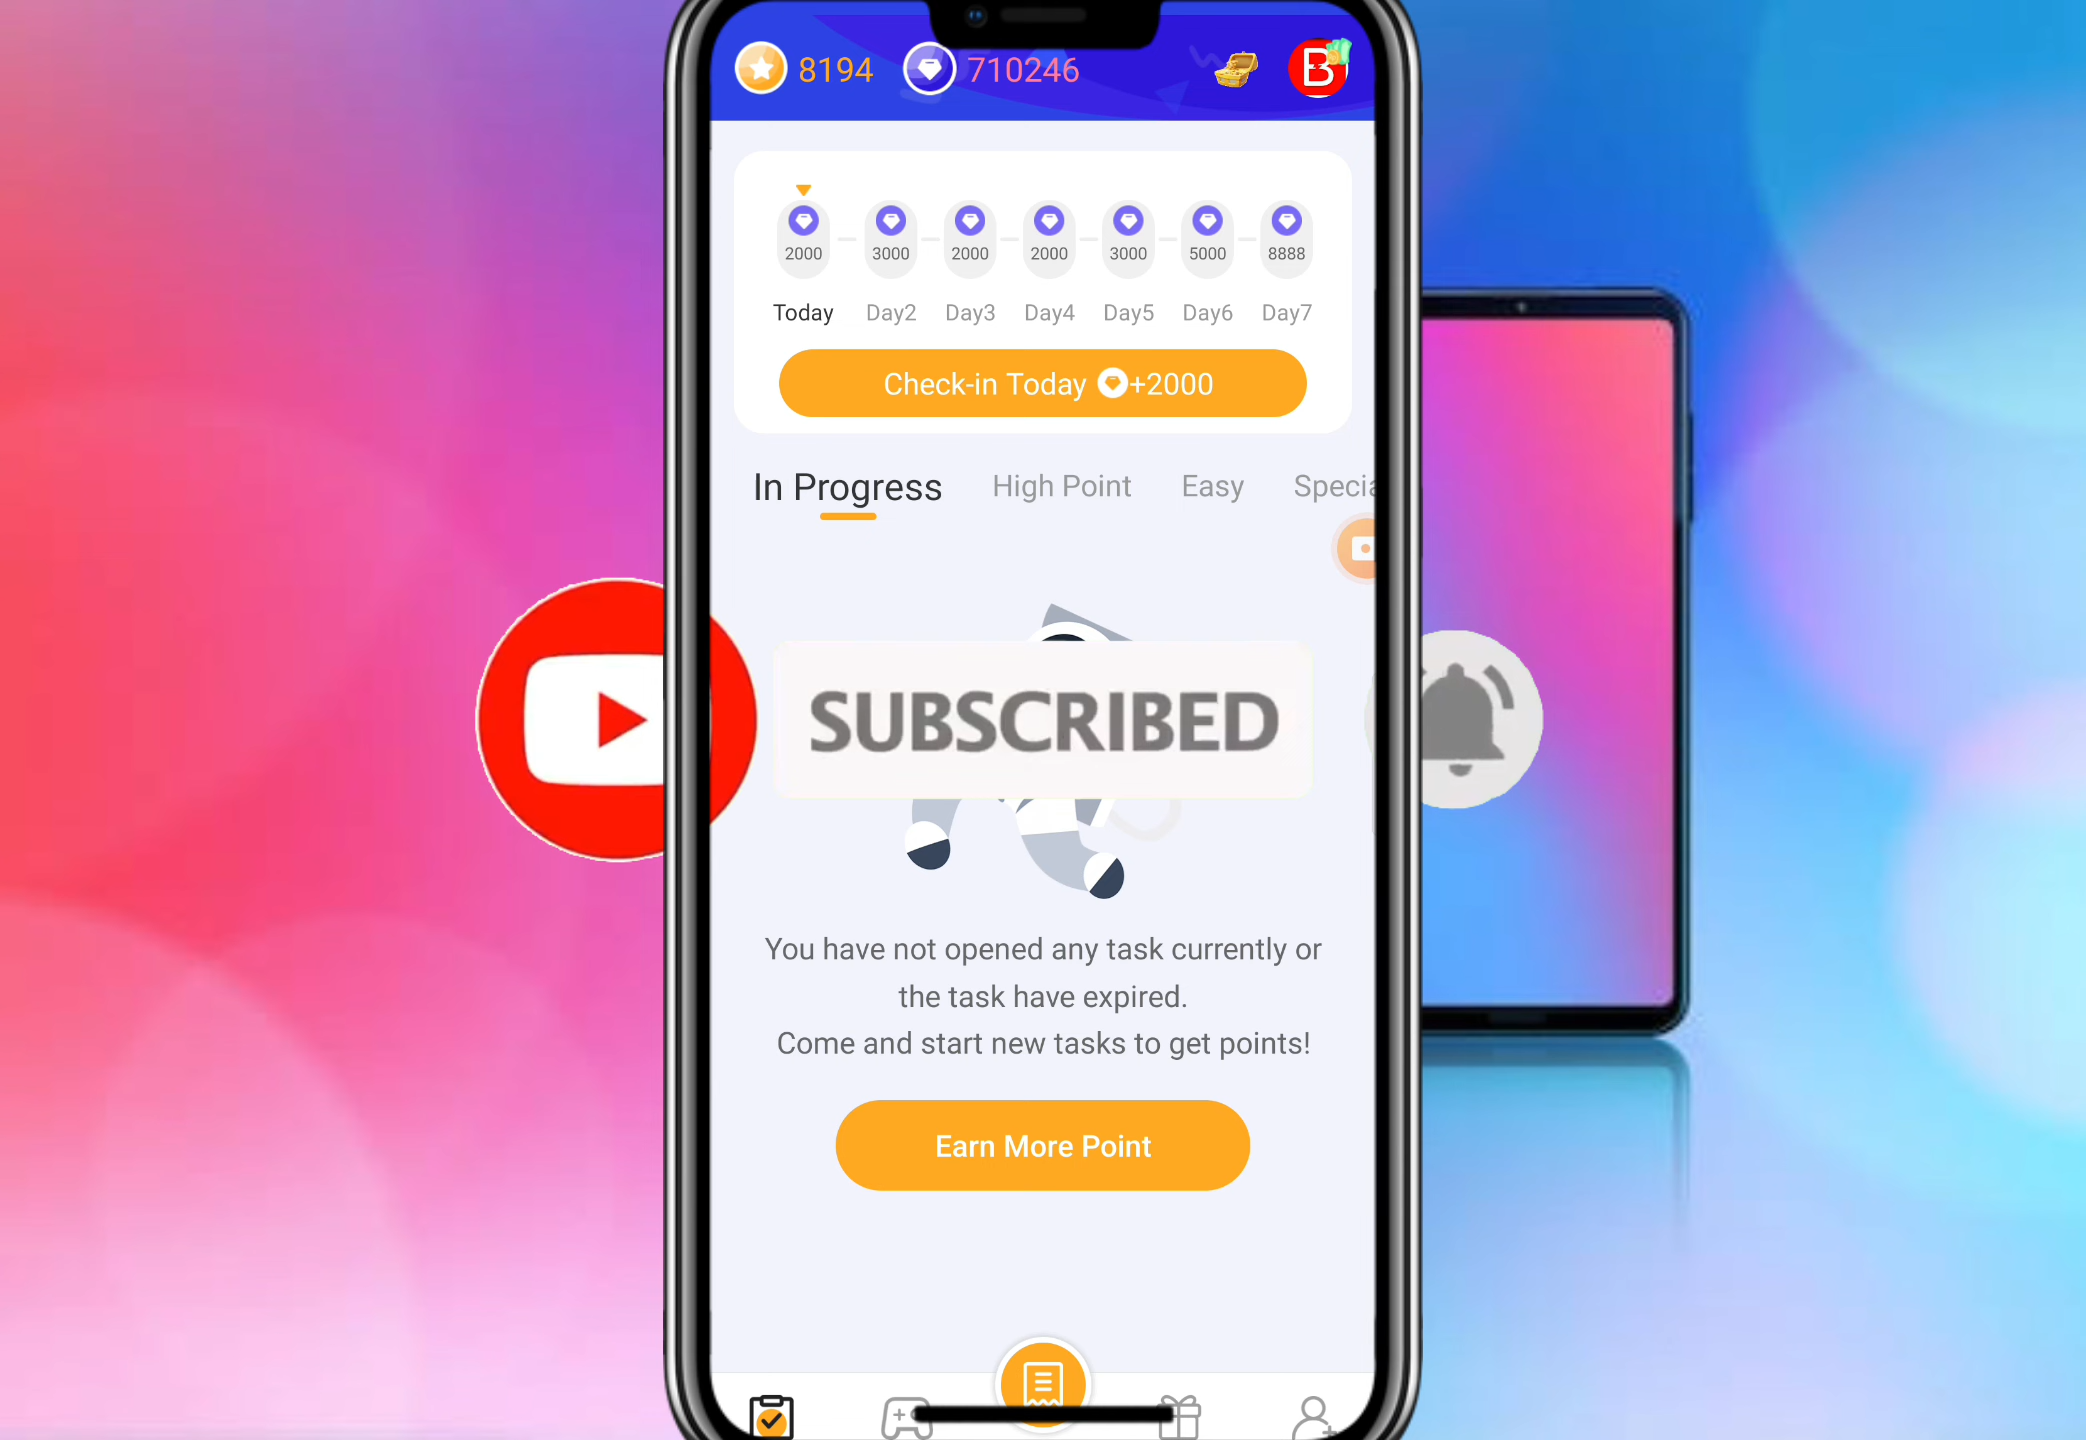 8194 710246 B
2000 3000 2000 2000 3000 5000 8888
Today Day2 Day3 Day4 Day5 Day6 Day7
Check-in Today +2000
In Progress High Point Easy Specia
SUBSCRIBED
You have not opened any task currently or
the task have expired.
Come and start new tasks to get points!
Earn More Point